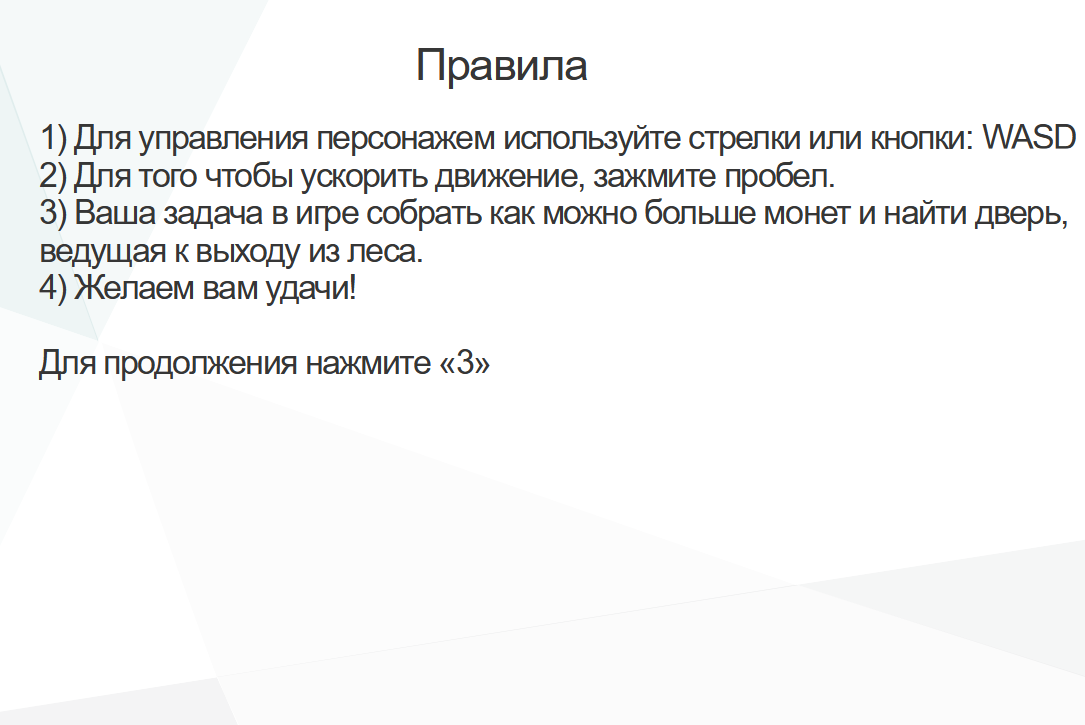 Правила
1) Для управления персонажем используйте стрелки или кнопки: WASD
2) Для того чтобы ускорить движение, зажмите пробел.
3) Ваша задача в игре собрать как можно больше монет и найти дверь,
ведущая к выходу из леса.
4) Желаем вам удачи!
Для продолжения нажмите «3»